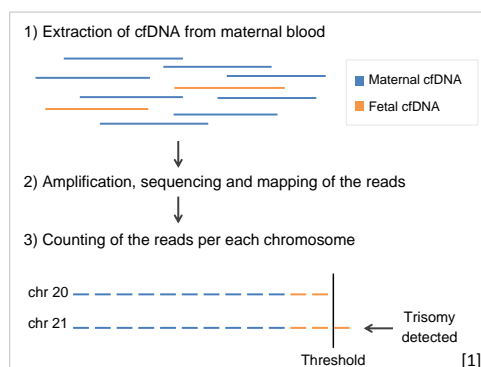 1) Extraction of cfDNA from maternal blood
Maternal cfDNA
Fetal cfDNA
2) Amplification, sequencing and mapping of the reads
3) Counting of the reads per each chromosome
chr 20
chr 21
Trisomy
detected
Threshold
[1]